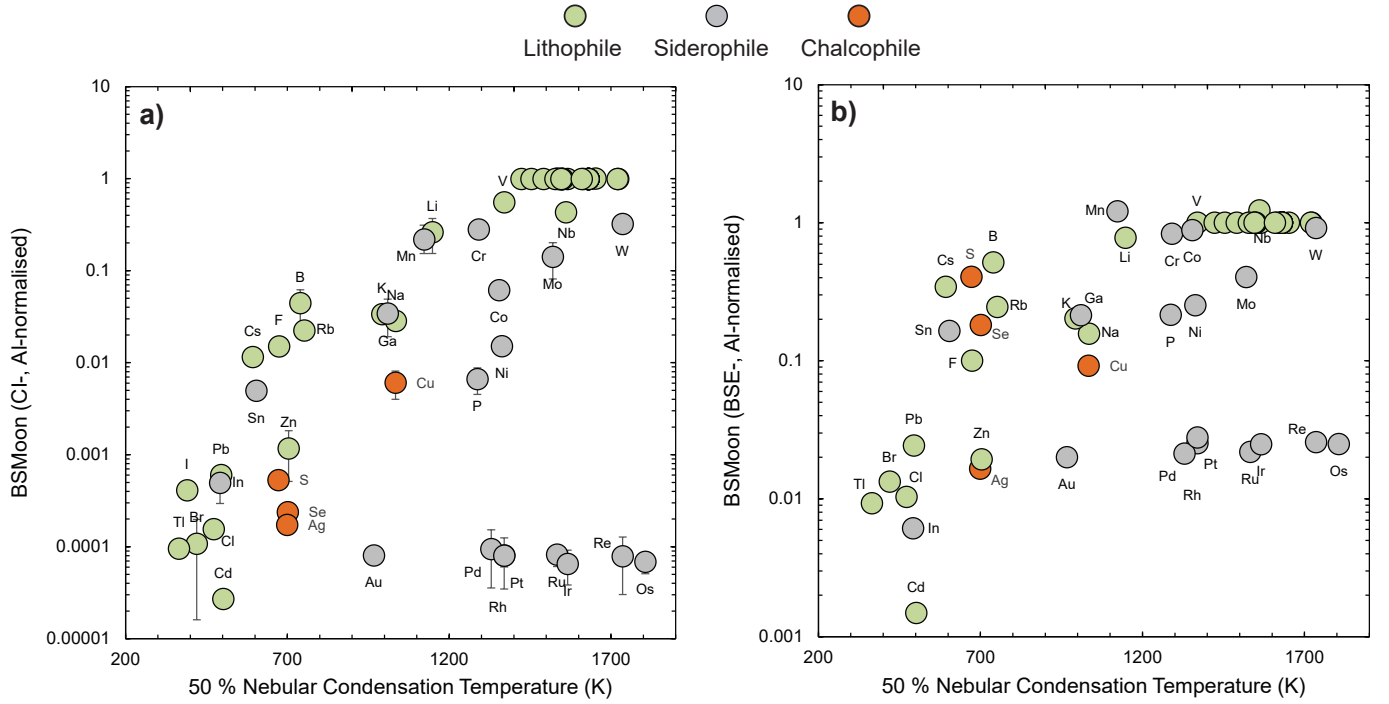 Lithophile Siderophile Chalcophile
a)
BSMoon (CI-, Al-normalised)
10
1
0.1
0.01
0.001
0.0001
0.00001
200 700 1200 1700
50 % Nebular Condensation Temperature (K)
V
Li
Nb
Mn
Cr
W
Mo
B
K
Na
F
Co
Cs
Rb
Ga
Ni
Cu
Sn
P
Zn
Pb
I
In
S
Se
Tl
Br
Ag
Cl
Re
Cd
Au
Pd
Pt
Ru
Ir
Os
Rh
b)
BSMoon (BSE-, Al-normalised)
10
1
0.1
0.01
0.001
200 700 1200 1700
50 % Nebular Condensation Temperature (K)
V
Mn
Nb
B
S
Li
Cr
Co
W
Cs
Ga
K
Mo
Rb
Sn
Se
Na
P
Ni
F
Cu
Pb
Zn
Re
Br
Tl
Cl
Ag
Au
Pd
Pt
Ru
Ir
Os
Rh
In
Cd